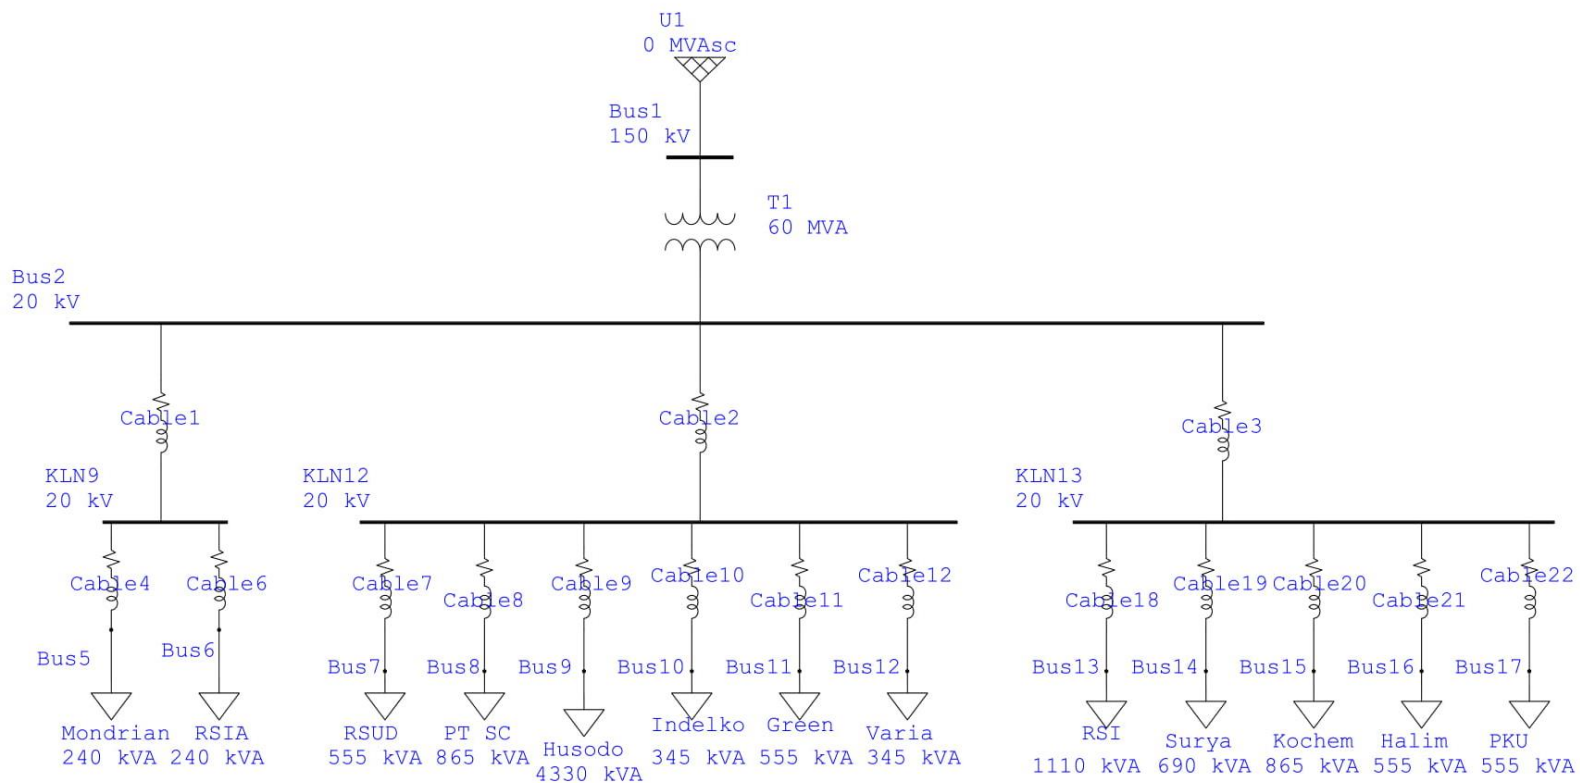 U1
0 MVAsc
Bus1
150 kV
T1
60 MVA
Bus2
20 kV
Cable1
Cable2
Cable3
KLN9
20 kV
KLN12
20 kV
KLN13
20 kV
Cable4
Cable6
Cable7
Cable8
Cable9
Cable10
Cable11
Cable12
Cable18
Cable19
Cable20
Cable21
Cable22
Bus5
Bus6
Bus7
Bus8
Bus9
Bus10
Bus11
Bus12
Bus13
Bus14
Bus15
Bus16
Bus17
Mondrian
240 kVA
RSIA
240 kVA
RSUD
555 kVA
PT SC
865 kVA
Husodo
4330 kVA
Indelko
345 kVA
Green
555 kVA
Varia
345 kVA
RSI
1110 kVA
Surya
690 kVA
Kochem
865 kVA
Halim
555 kVA
PKU
555 kVA